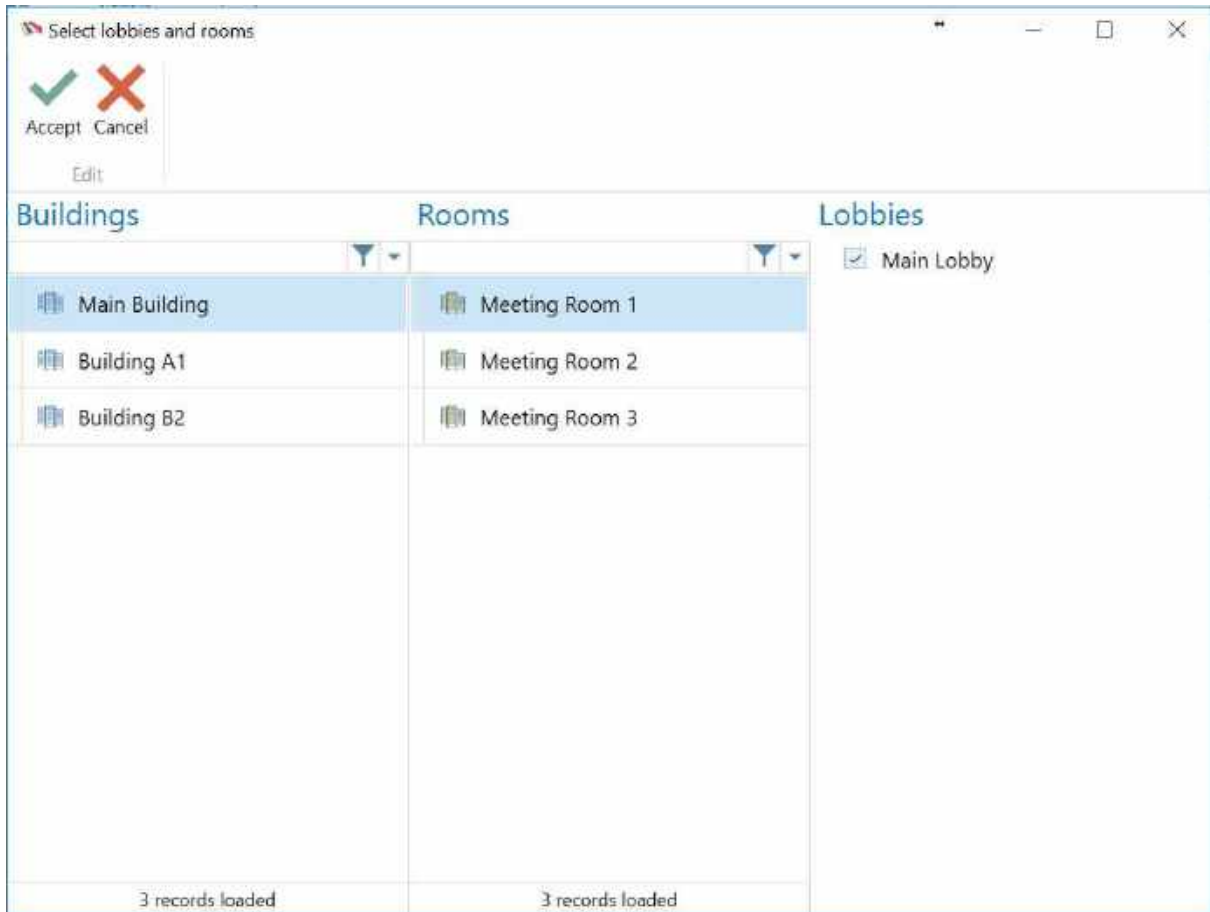 Select lobbies and rooms
Accept Cancel
Edit
Buildings Rooms Lobbies
Main Lobby
Main Building Meeting Room 1
Building A1 Meeting Room 2
Building B2 Meeting Room 3
3 records loaded 3 records loaded